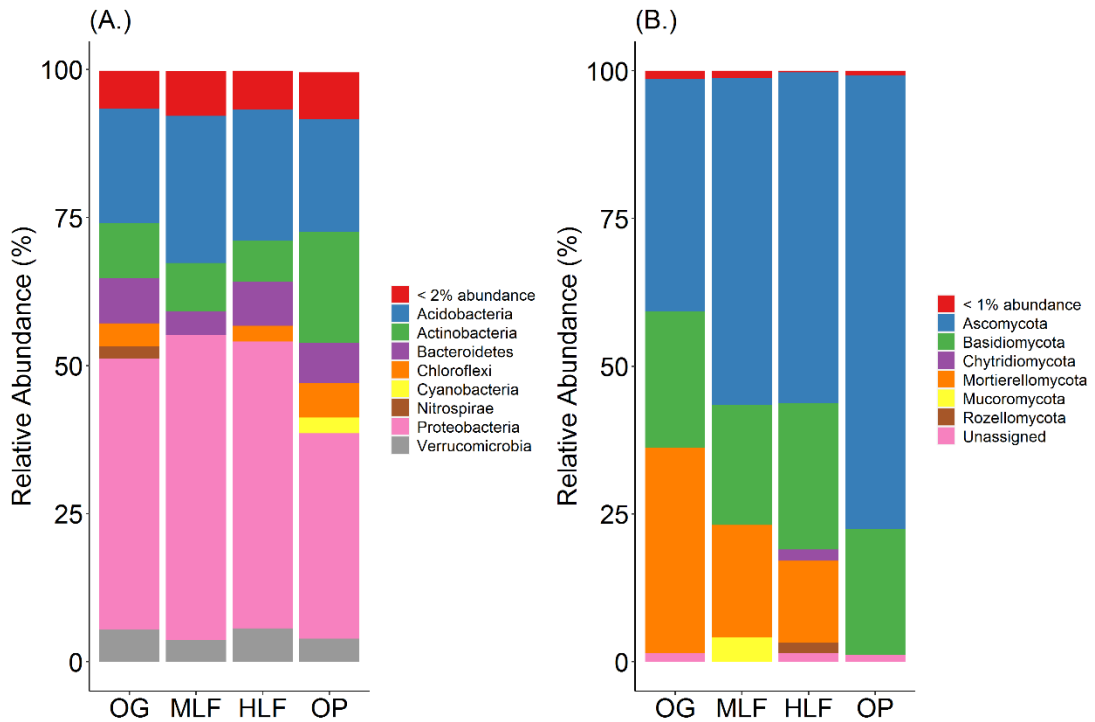 (A.)
Relative Abundance (%)
100
75
50
25
0
OG MLF HLF OP
< 2% abundance
Acidobacteria
Actinobacteria
Bacteroidetes
Chloroflexi
Cyanobacteria
Nitrospirae
Proteobacteria
Verrucomicrobia
(B.)
Relative Abundance (%)
100
75
50
25
0
OG MLF HLF OP
< 1% abundance
Ascomycota
Basidiomycota
Chytridiomycota
Mortierellomycota
Mucoromycota
Rozellomycota
Unassigned